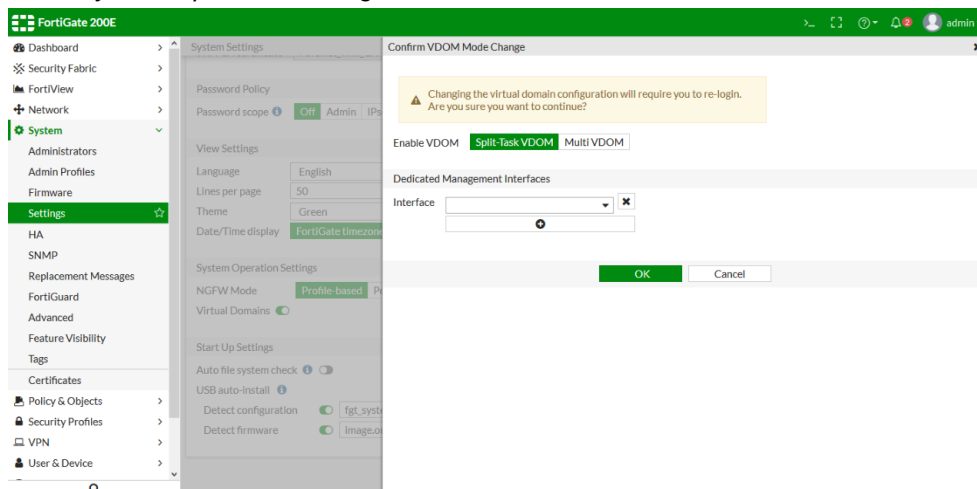 FortiGate 200E
>_
2
admin
Dashboard
Security Fabric
FortiView
Network
System
Administrators
Admin Profiles
Firmware
Settings
HA
SNMP
Replacement Messages
FortiGuard
Advanced
Feature Visibility
Tags
Certificates
Policy & Objects
Security Profiles
VPN
User & Device
System Settings
Password Policy
Password scope Off Admin IPs
View Settings
Language English
Lines per page 50
Theme Green
Date/Time display FortiGate timezone
System Operation Settings
NGFW Mode Profile-based
Virtual Domains
Start Up Settings
Auto file system check
USB auto-install
Detect configuration fgt_syste
Detect firmware image.o
Confirm VDOM Mode Change
Changing the virtual domain configuration will require you to re-login.
Are you sure you want to continue?
Enable VDOM Split-Task VDOM Multi VDOM
Dedicated Management Interfaces
Interface
OK Cancel